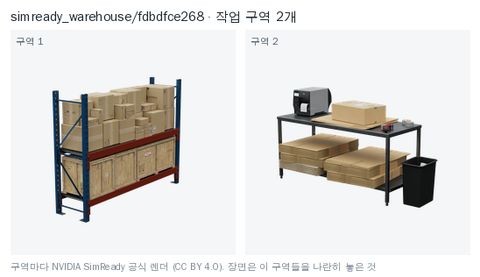 simready_warehouse/fdbdfce268 · 작업 구역 2개
구역 1
구역 2
구역마다 NVIDIA SimReady 공식 렌더 (CC BY 4.0). 장면은 이 구역들을 나란히 놓은 것